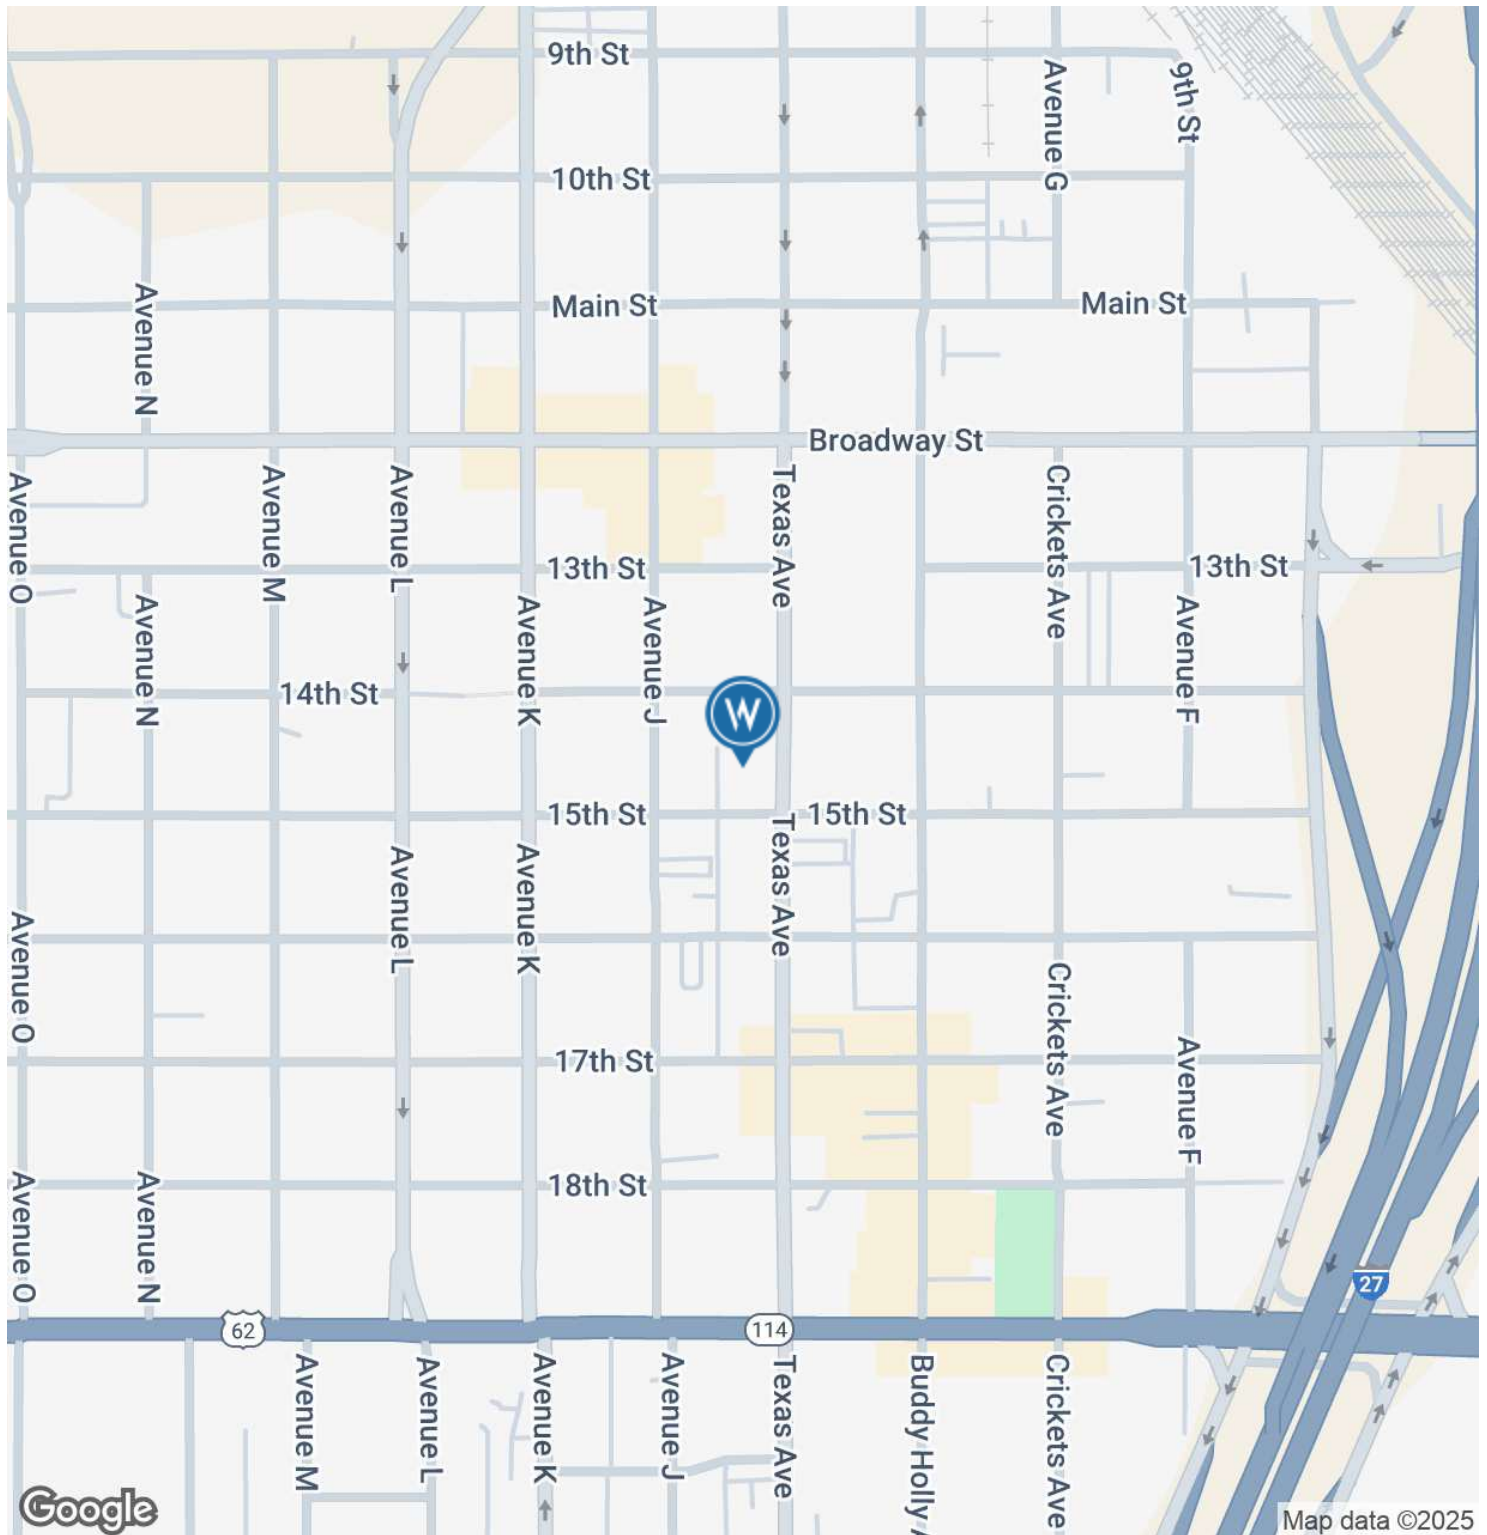 9th St
Avenue G
9th St
10th St
Avenue N
Main St
Main St
Broadway St
Avenue O
Avenue M
Avenue L
Texas Ave
Crickets Ave
13th St
13th St
Avenue N
Avenue K
Avenue J
Avenue F
14th St
W
15th St
15th St
Avenue L
Avenue K
Texas Ave
Avenue O
Crickets Ave
17th St
Avenue F
18th St
Avenue O
Avenue N
27
62
114
Avenue M
Avenue L
Avenue K
Avenue J
Texas Ave
Buddy Holly A
Crickets Ave
Google
Map data ©2025